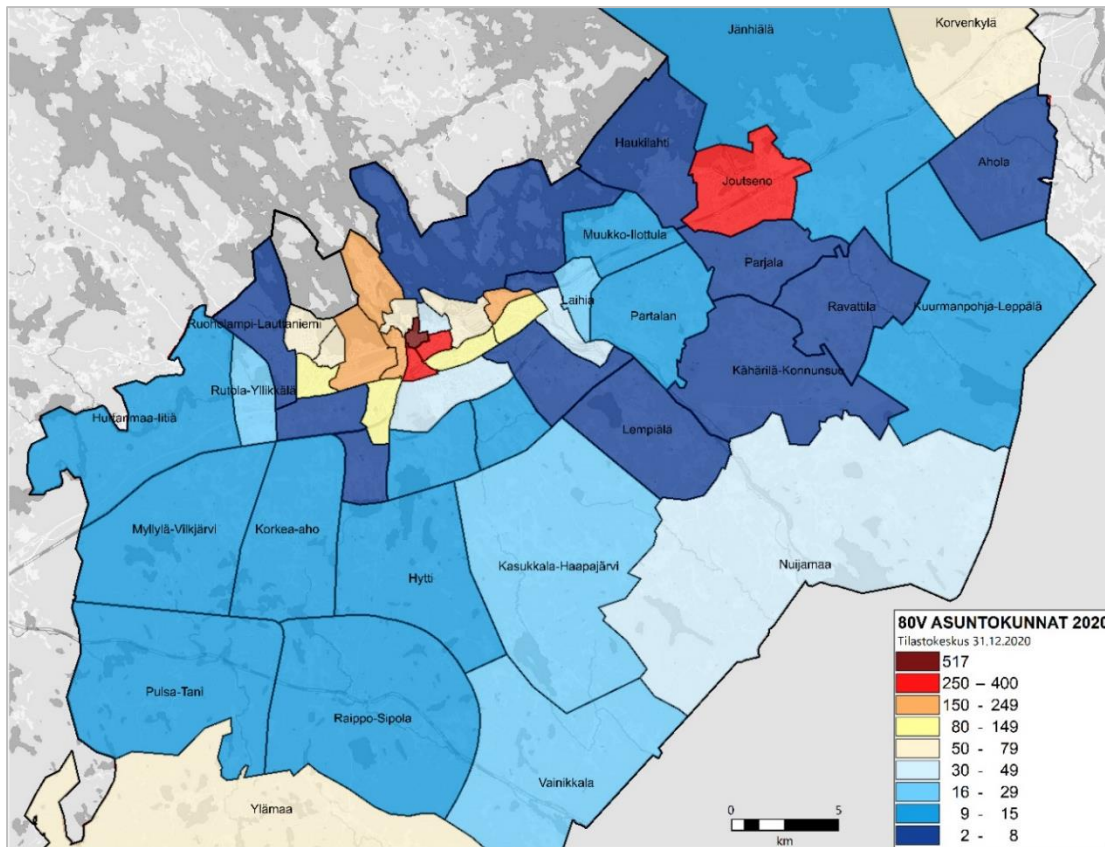 Jänhiälä
Korvenkylä
Haukilahti
Ahola
Joutseno
Muukko-Ilottula
Parjala
Laihia
Ravattila
Kuurmanpohja-Leppälä
Partalan
Ruoholampi-Lauttaniemi
Kähärilä-Konnunsuo
Rutola-Yllikkälä
Hurtanmaa-Iitiä
Lempiälä
Myllylä-Vilkjärvi
Korkea-aho
Hytti
Kasukkala-Haapajärvi
Nuijamaa
Pulsa-Tani
Raippo-Sipola
Vainikkala
Ylämaa
0 5
km
80V ASUNTOKUNNAT 2020
Tilastokeskus 31.12.2020
517
250 – 400
150 - 249
80 - 149
50 - 79
30 - 49
16 - 29
9 - 15
2 - 8